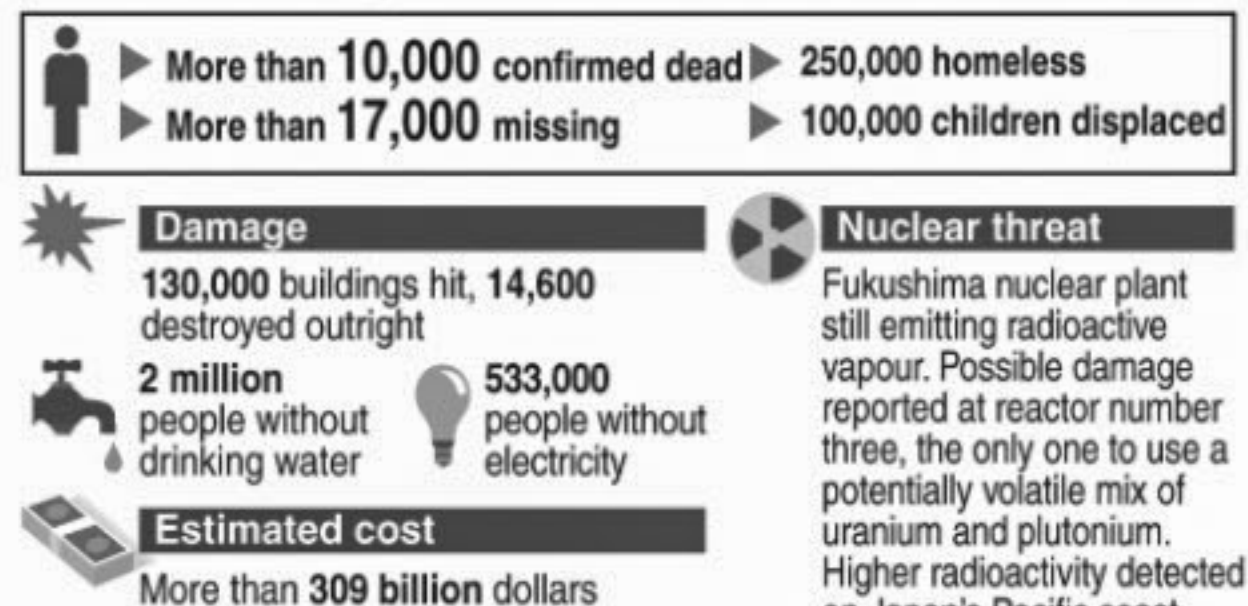 More than 10,000 confirmed dead
More than 17,000 missing
250,000 homeless
100,000 children displaced
Damage
130,000 buildings hit, 14,600
destroyed outright
2 million
people without
drinking water
533,000
people without
electricity
Estimated cost
More than 309 billion dollars
Nuclear threat
Fukushima nuclear plant
still emitting radioactive
vapour. Possible damage
reported at reactor number
three, the only one to use a
potentially volatile mix of
uranium and plutonium.
Higher radioactivity detected
on Japan's Pacific coast